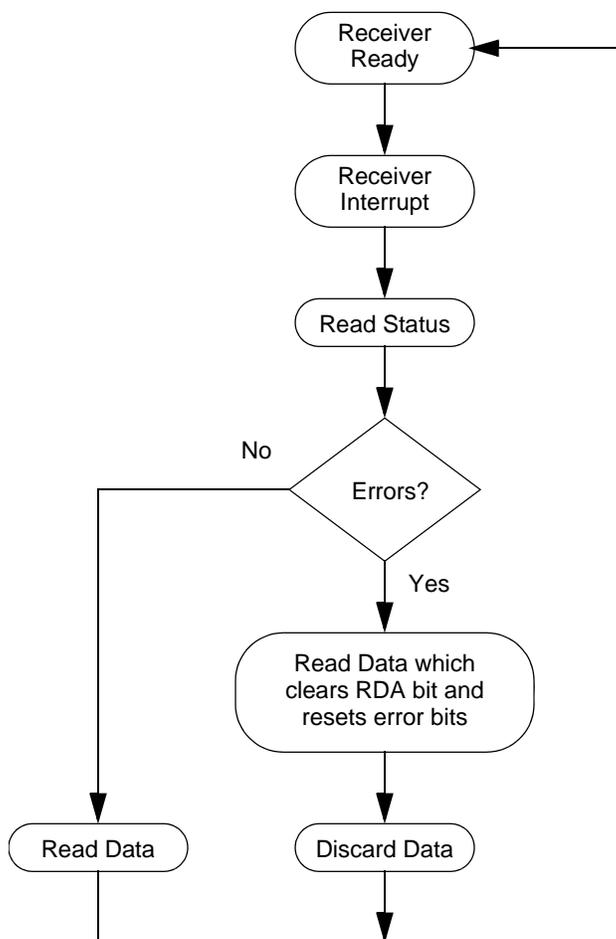 Receiver
Ready
Receiver
Interrupt
Read Status
No
Errors?
Yes
Read Data which
clears RDA bit and
resets error bits
Read Data
Discard Data